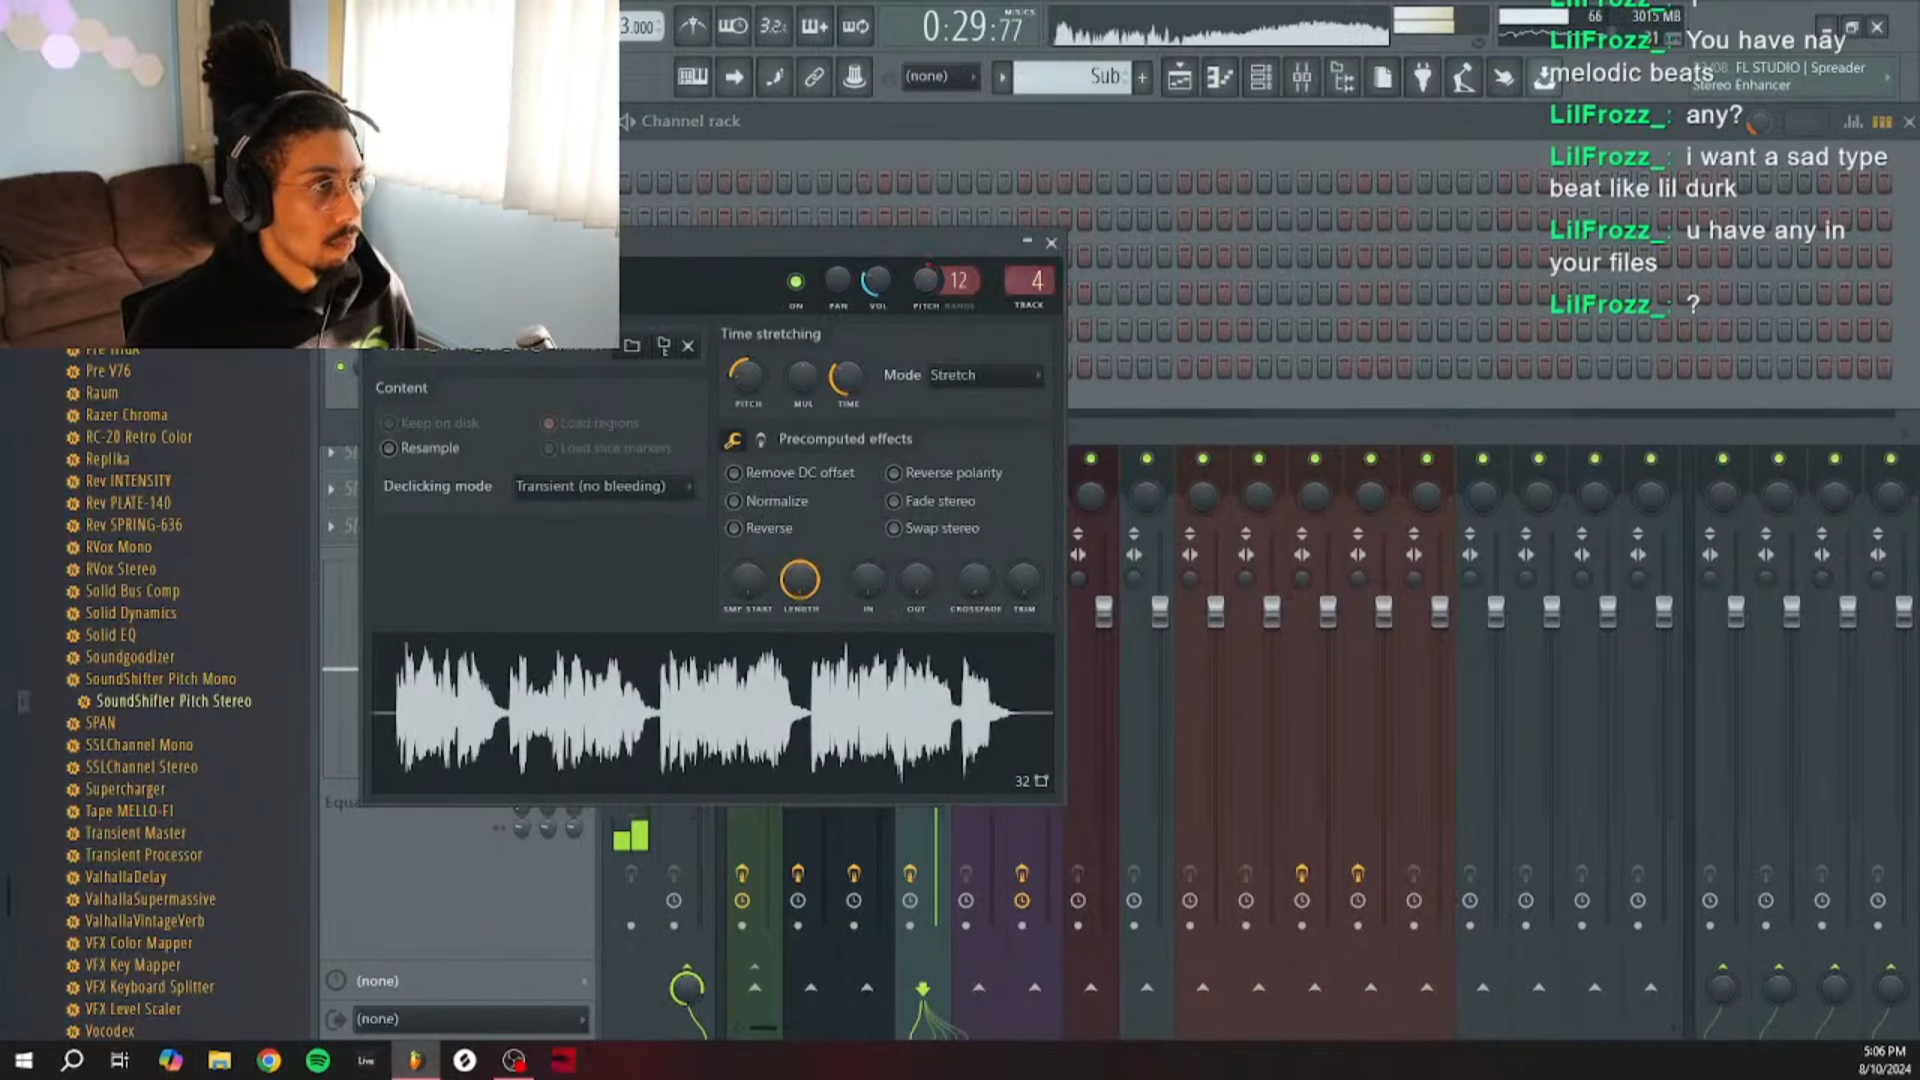 3.000
3.2.
0:29:77
M:S:CS
66
3015 MB
31
LilFrozz_: You have nay
melodic beats
LilFrozz_: any?
LilFrozz_: i want a sad type
beat like lil durk
LilFrozz_: u have any in
your files
LilFrozz_: ?
(none)
Sub
FL STUDIO | Spreader
Stereo Enhancer
Channel rack
ON
PAN
VOL
PITCH
RANGE
12
4
TRACK
Time stretching
PITCH
MUL
TIME
Mode
Stretch
Content
Keep on disk
Load regions
Resample
Load slice markers
Declicking mode
Transient (no bleeding)
Precomputed effects
Remove DC offset
Reverse polarity
Normalize
Fade stereo
Reverse
Swap stereo
SMP START
LENGTH
IN
OUT
CROSSFADE
TRIM
32
Pre V76
Raum
Razer Chroma
RC-20 Retro Color
Replika
Rev INTENSITY
Rev PLATE-140
Rev SPRING-636
RVox Mono
RVox Stereo
Solid Bus Comp
Solid Dynamics
Solid EQ
Soundgoodizer
SoundShifter Pitch Mono
SoundShifter Pitch Stereo
SPAN
SSLChannel Mono
SSLChannel Stereo
Supercharger
Tape MELLO-FI
Transient Master
Transient Processor
ValhallaDelay
ValhallaSupermassive
ValhallaVintageVerb
VFX Color Mapper
VFX Key Mapper
VFX Keyboard Splitter
VFX Level Scaler
Vocodex
Equa
(none)
(none)
Live
5:06 PM
8/10/2024